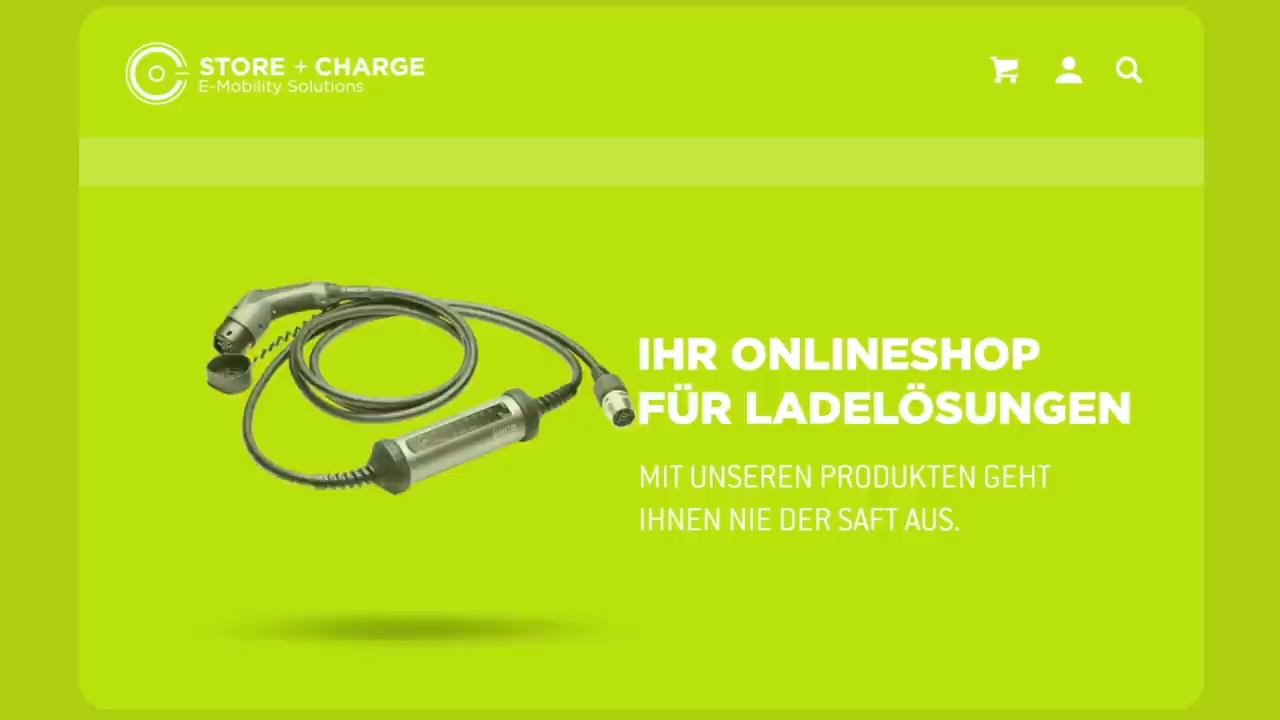 STORE + CHARGE
E-Mobility Solutions
IHR ONLINESHOP
FÜR LADELÖSUNGEN
MIT UNSEREN PRODUKTEN GEHT
IHNEN NIE DER SAFT AUS.